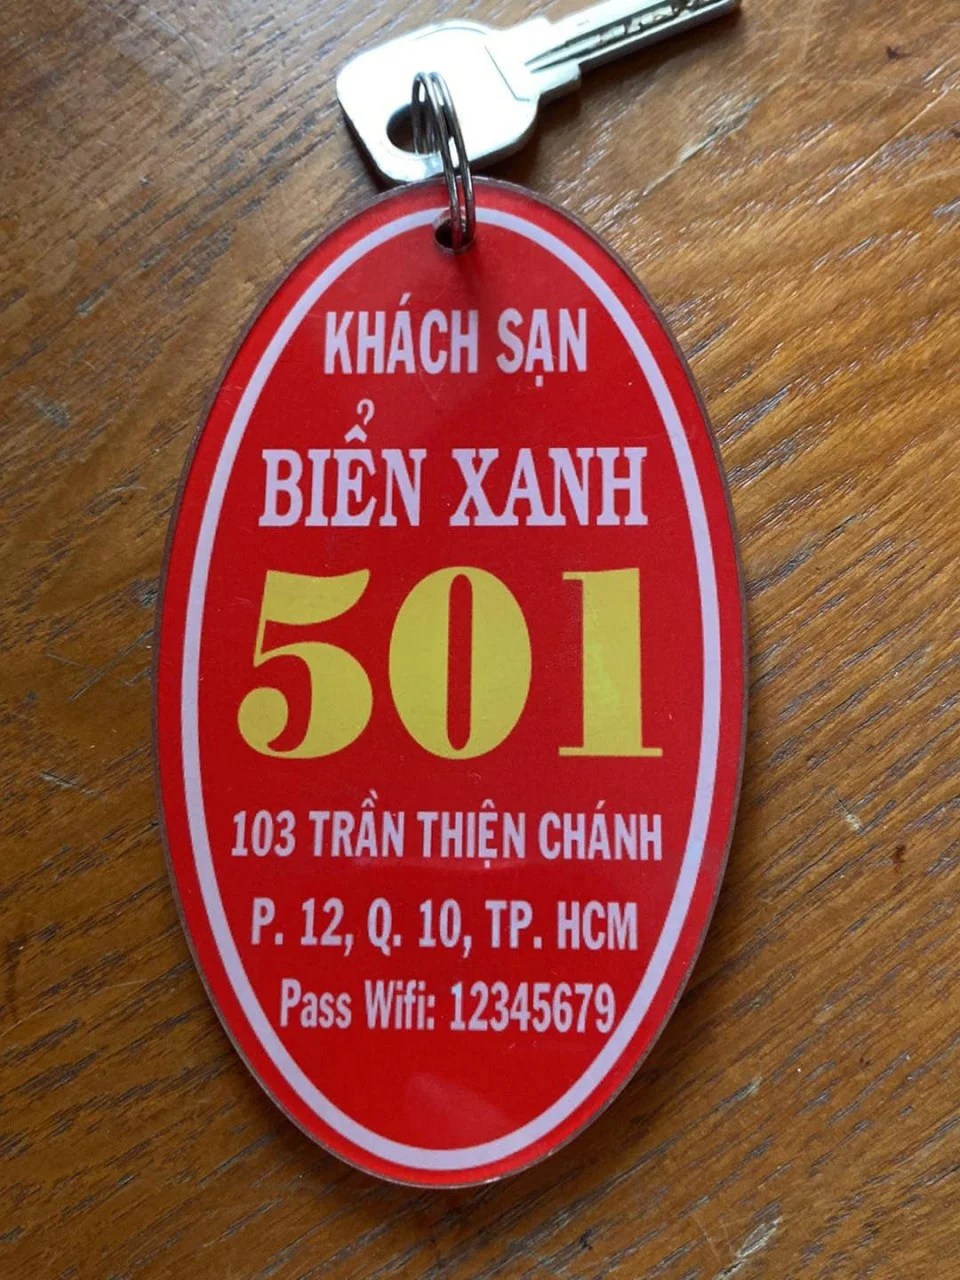 KHÁCH SẠN
BIỂN XANH
501
103 TRẦN THIỆN CHÁNH
P. 12, Q. 10, TP. HCM
Pass Wifi: 12345679